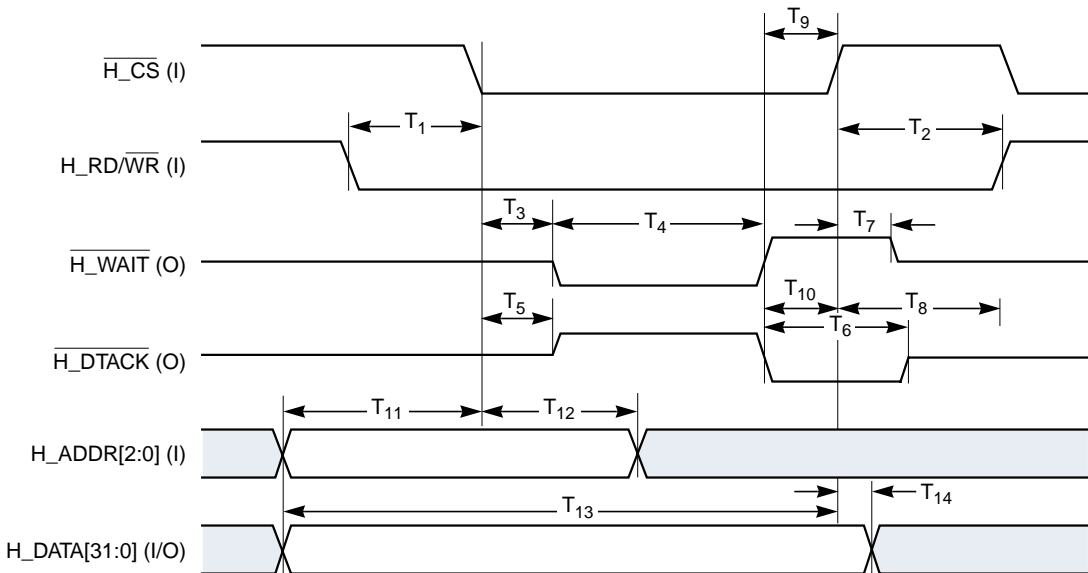 T9
H_CS (I)
T1
T2
H_RD/WR (I)
T3
T4
T7
H_WAIT (O)
T5
T10
T8
T6
H_DTACK (O)
T11
T12
H_ADDR[2:0] (I)
T13
T14
H_DATA[31:0] (I/O)